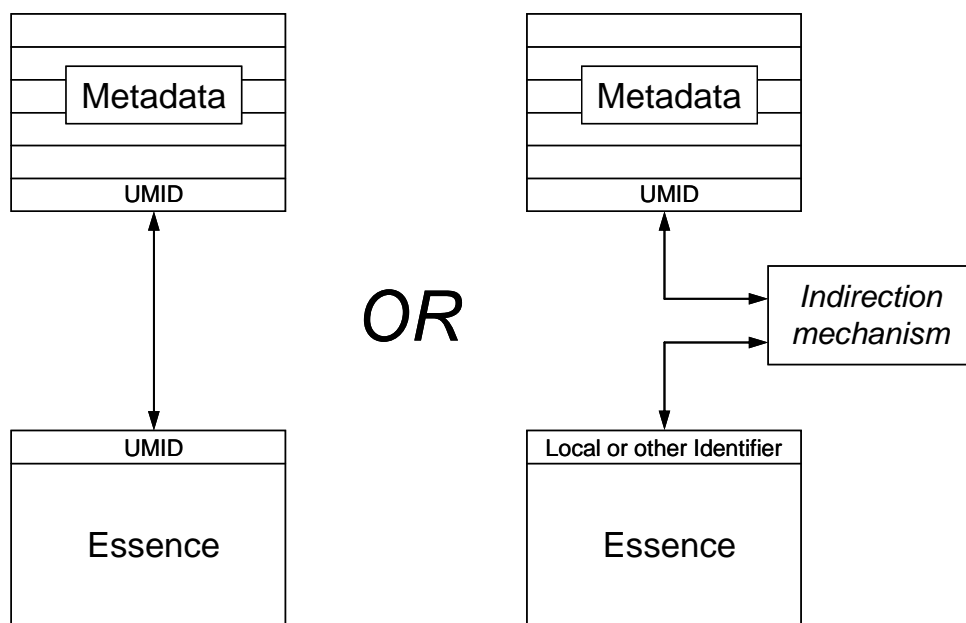 Metadata
UMID
OR
UMID
Essence
Metadata
UMID
Indirection
mechanism
Local or other Identifier
Essence